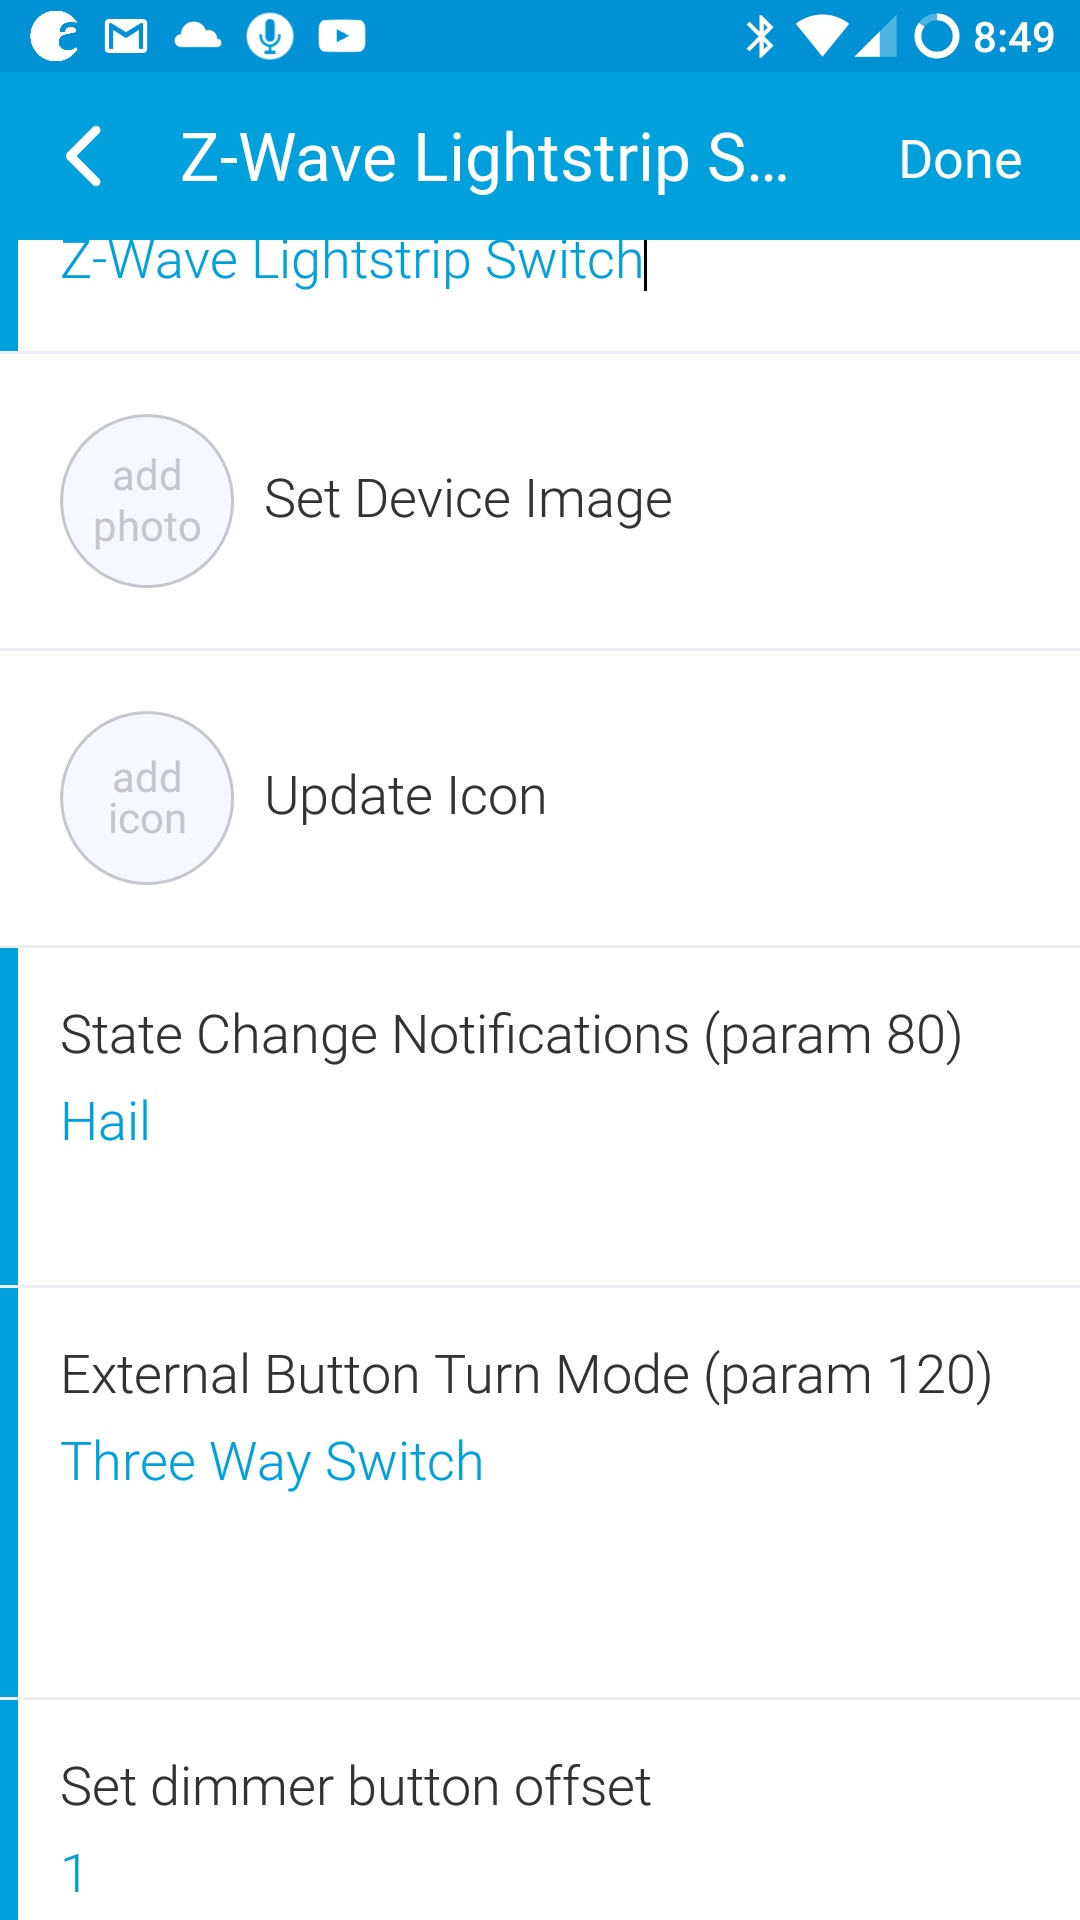 8:49
Z-Wave Lightstrip S...
Done
Z-Wave Lightstrip Switch
add
photo
Set Device Image
add
icon
Update Icon
State Change Notifications (param 80)
Hail
External Button Turn Mode (param 120)
Three Way Switch
Set dimmer button offset
1